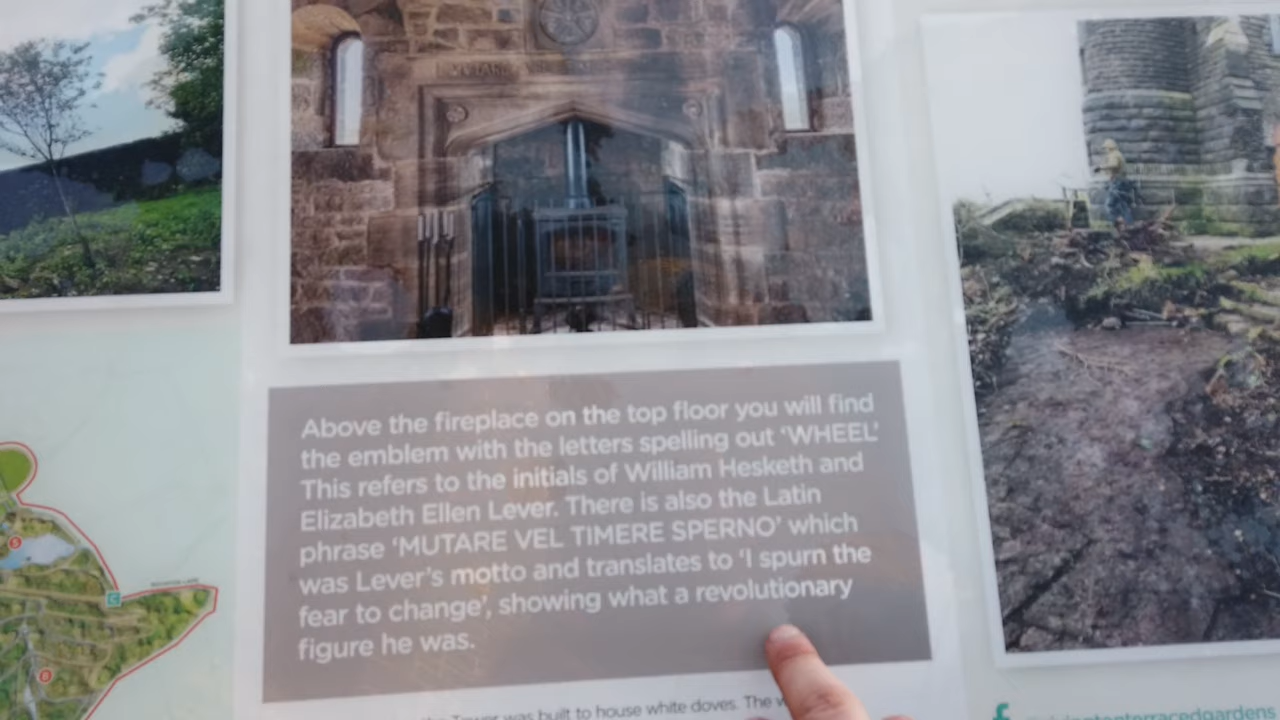 Above the fireplace on the top floor you will find
the emblem with the letters spelling out ‘WHEEL’
This refers to the initials of William Hesketh and
Elizabeth Ellen Lever. There is also the Latin
phrase ‘MUTARE VEL TIMERE SPERNO’ which
was Lever’s motto and translates to ‘I spurn the
fear to change’, showing what a revolutionary
figure he was.
Tower was built to house white doves. The